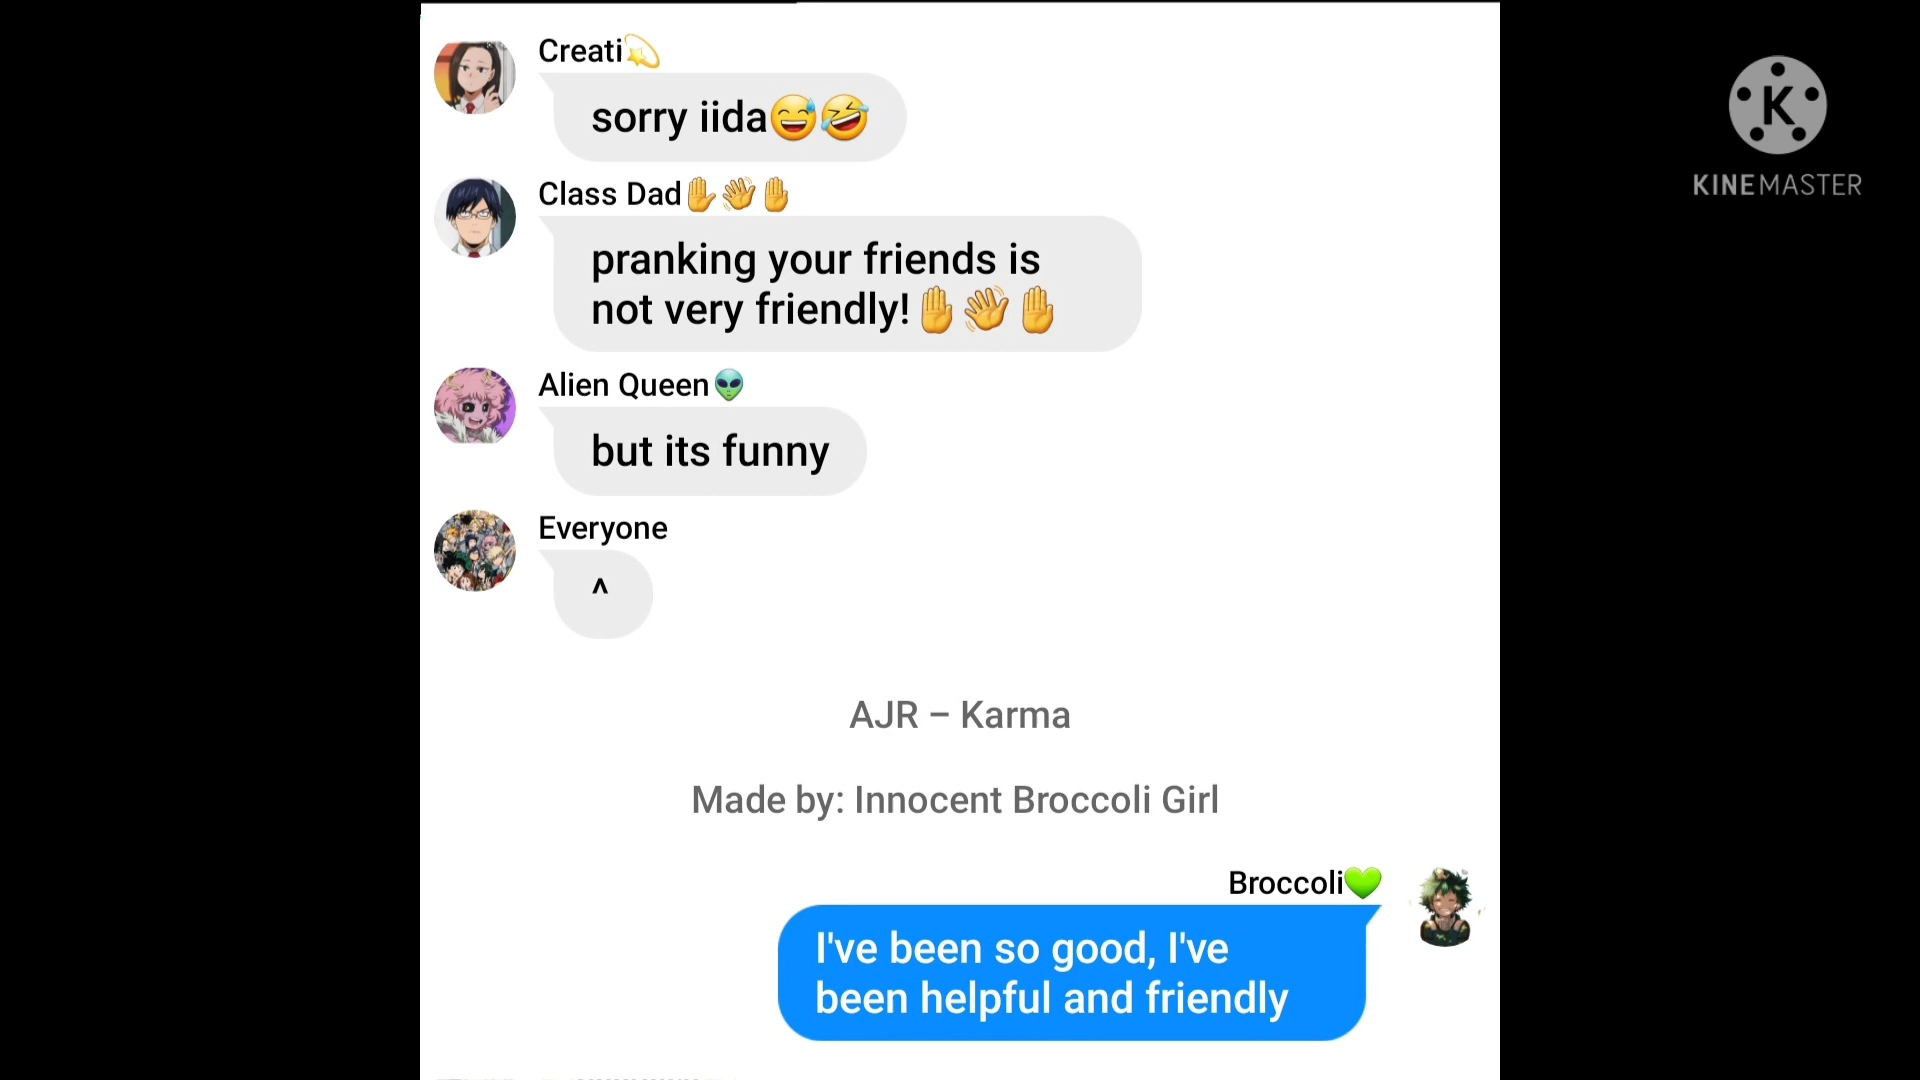 Creati💫
sorry iida😅🤣
Class Dad✋👋✋
pranking your friends is
not very friendly!✋👋✋
Alien Queen👽
but its funny
Everyone
^
AJR – Karma
Made by: Innocent Broccoli Girl
Broccoli💚
I've been so good, I've
been helpful and friendly
K
KINEMASTER